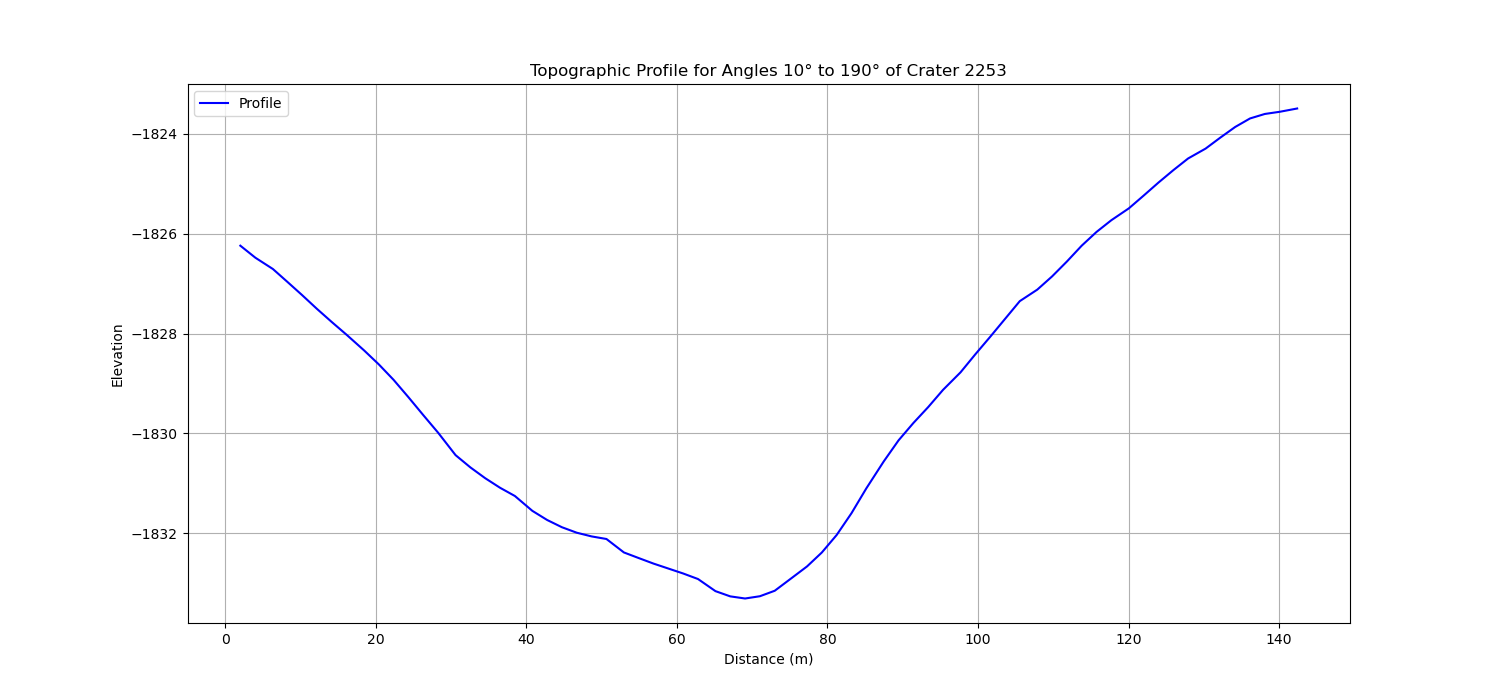 Topographic Profile for Angles 10° to 190° of Crater 2253
Profile
−1824
−1826
−1828
−1830
−1832
Elevation
0 20 40 60 80 100 120 140
Distance (m)